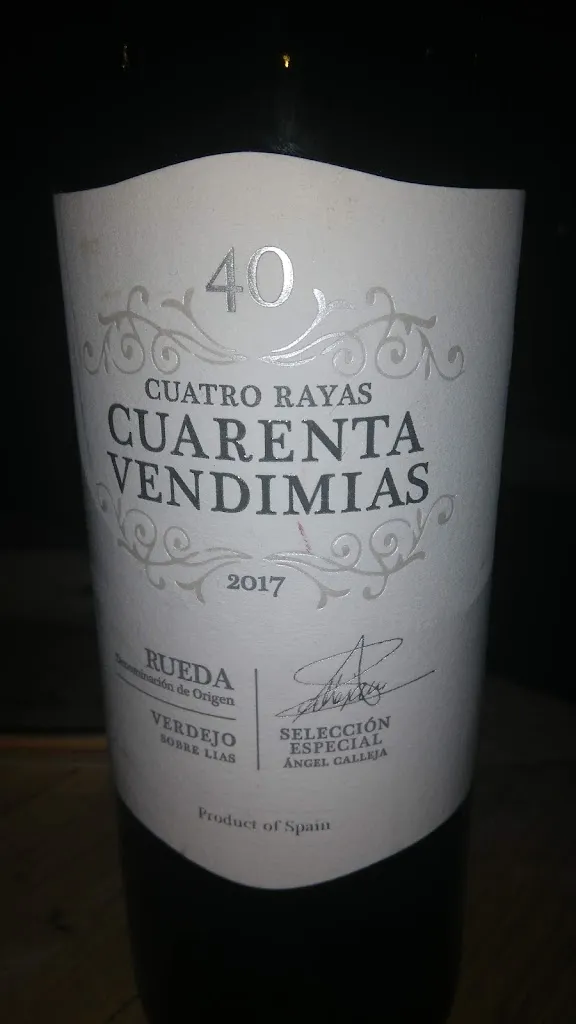 40
CUATRO RAYAS
CUARENTA
VENDIMIAS
2017
RUEDA
Denominación de Origen
VERDEJO
SOBRE LIAS
SELECCIÓN
ESPECIAL
ÁNGEL CALLEJA
Product of Spain